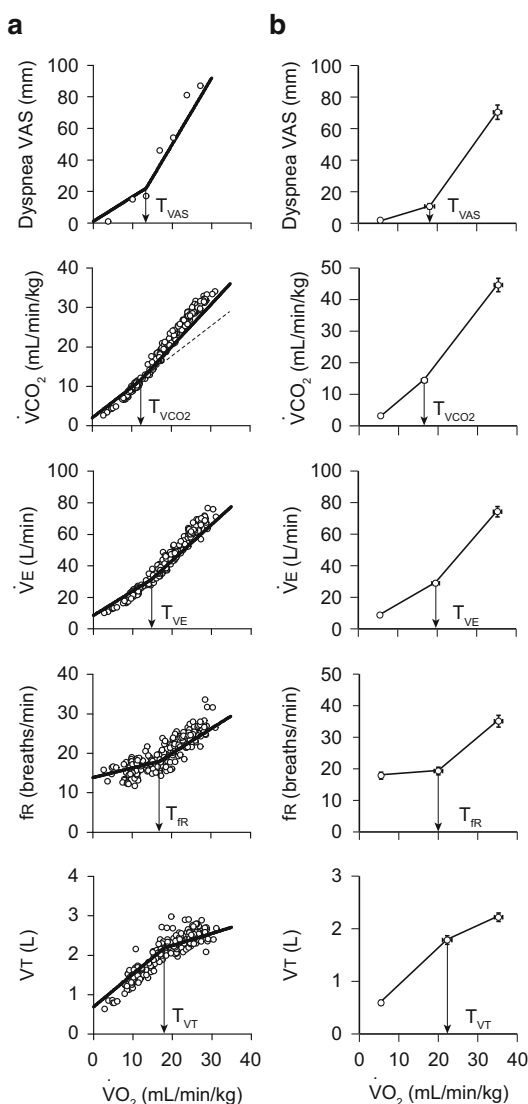 a
b
Dyspnea VAS (mm)
100
80
60
40
20
0
T_VAS
Dyspnea VAS (mm)
100
80
60
40
20
0
T_VAS
V̇CO₂ (mL/min/kg)
40
30
20
10
0
T_VCO2
V̇CO₂ (mL/min/kg)
50
40
30
20
10
0
T_VCO2
V̇E (L/min)
100
80
60
40
20
0
T_VE
V̇E (L/min)
100
80
60
40
20
0
T_VE
fR (breaths/min)
40
30
20
10
0
T_fR
fR (breaths/min)
50
40
30
20
10
0
T_fR
VT (L)
4
3
2
1
0
T_VT
0 10 20 30 40
V̇O₂ (mL/min/kg)
VT (L)
3
2
1
0
T_VT
0 10 20 30 40
V̇O₂ (mL/min/kg)